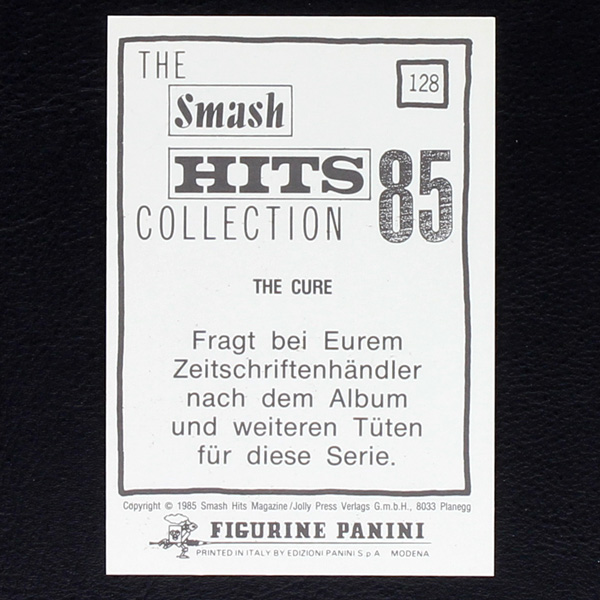 THE
128
Smash
HITS 85
COLLECTION
THE CURE
Fragt bei Eurem
Zeitschriftenhändler
nach dem Album
und weiteren Tüten
für diese Serie.
Copyright © 1985 Smash Hits Magazine/Jolly Press Verlags G.m.b.H., 8033 Planegg
FIGURINE PANINI
PRINTED IN ITALY BY EDIZIONI PANINI S.p.A. MODENA